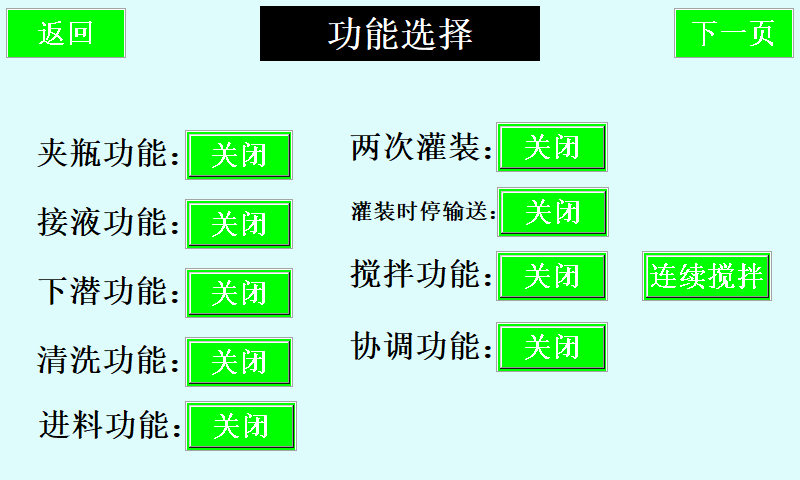 返回 功能选择 下一页
夹瓶功能：关闭 两次灌装：关闭
接液功能：关闭 灌装时停输送：关闭
下潜功能：关闭 搅拌功能：关闭 连续搅拌
清洗功能：关闭 协调功能：关闭
进料功能：关闭